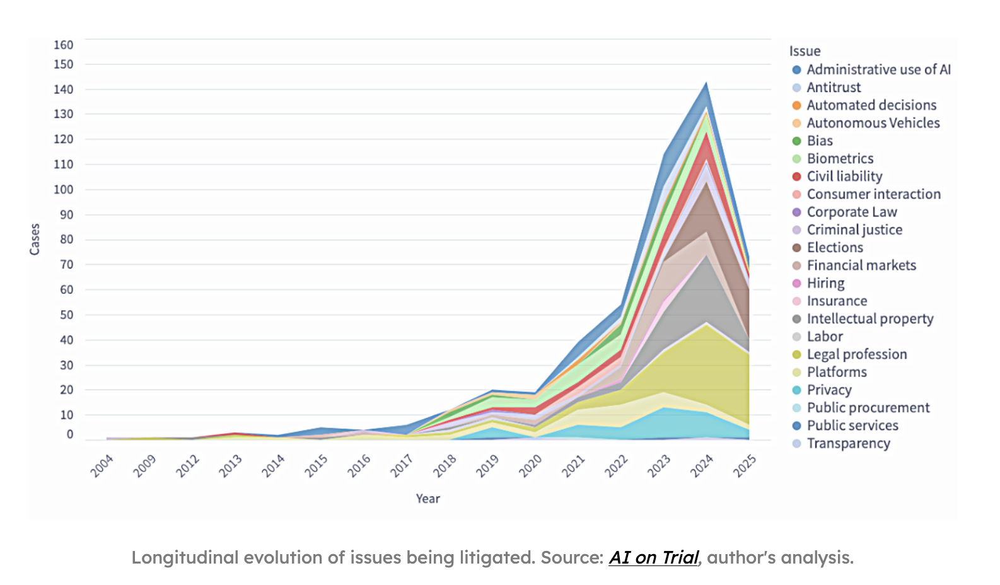 160
150
140
130
120
110
100
90
80
70
60
50
40
30
20
10
0
Cases
2004
2009
2012
2013
2014
2015
2016
2017
2018
2019
2020
2021
2022
2023
2024
2025
Year
Issue
Administrative use of AI
Antitrust
Automated decisions
Autonomous Vehicles
Bias
Biometrics
Civil liability
Consumer interaction
Corporate Law
Criminal justice
Elections
Financial markets
Hiring
Insurance
Intellectual property
Labor
Legal profession
Platforms
Privacy
Public procurement
Public services
Transparency
Longitudinal evolution of issues being litigated. Source: AI on Trial, author's analysis.